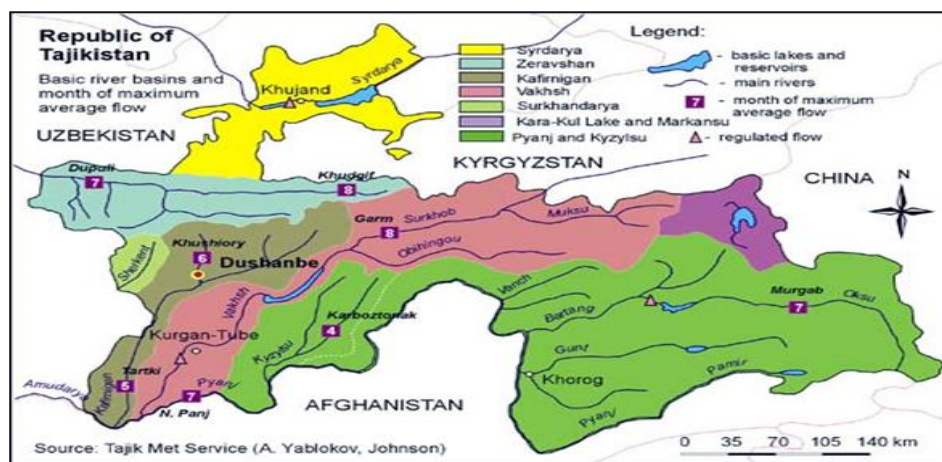 Republic of
Tajikistan
Basic river basins and
month of maximum
average flow
Legend:
Syrdarya
Zeravshan
Kafirnigan
Vakhsh
Surkhandarya
Kara-Kul Lake and Markansu
Pyanj and Kyzylsu
- basic lakes and
reservoirs
- main rivers
7
- month of maximum
average flow
- regulated flow
Khujand
Syrdarya
UZBEKISTAN
KYRGYZSTAN
CHINA
N
Dupuli
7
Khudgif
8
Garm
8
Surkhob
Muksu
Obihingou
Khushiory
6
Dushanbe
Sherkent
Vakhsh
Vanch
Bartang
Murgab
7
Oksu
Kurgan-Tube
Kyzylsu
Karboztonak
4
Gunt
Khorog
Pamir
Tartki
5
Kafirnigan
Pyanj
7
N. Panj
Amudarya
AFGHANISTAN
Pyanj
Source: Tajik Met Service (A. Yablokov, Johnson)
0 35 70 105 140 km